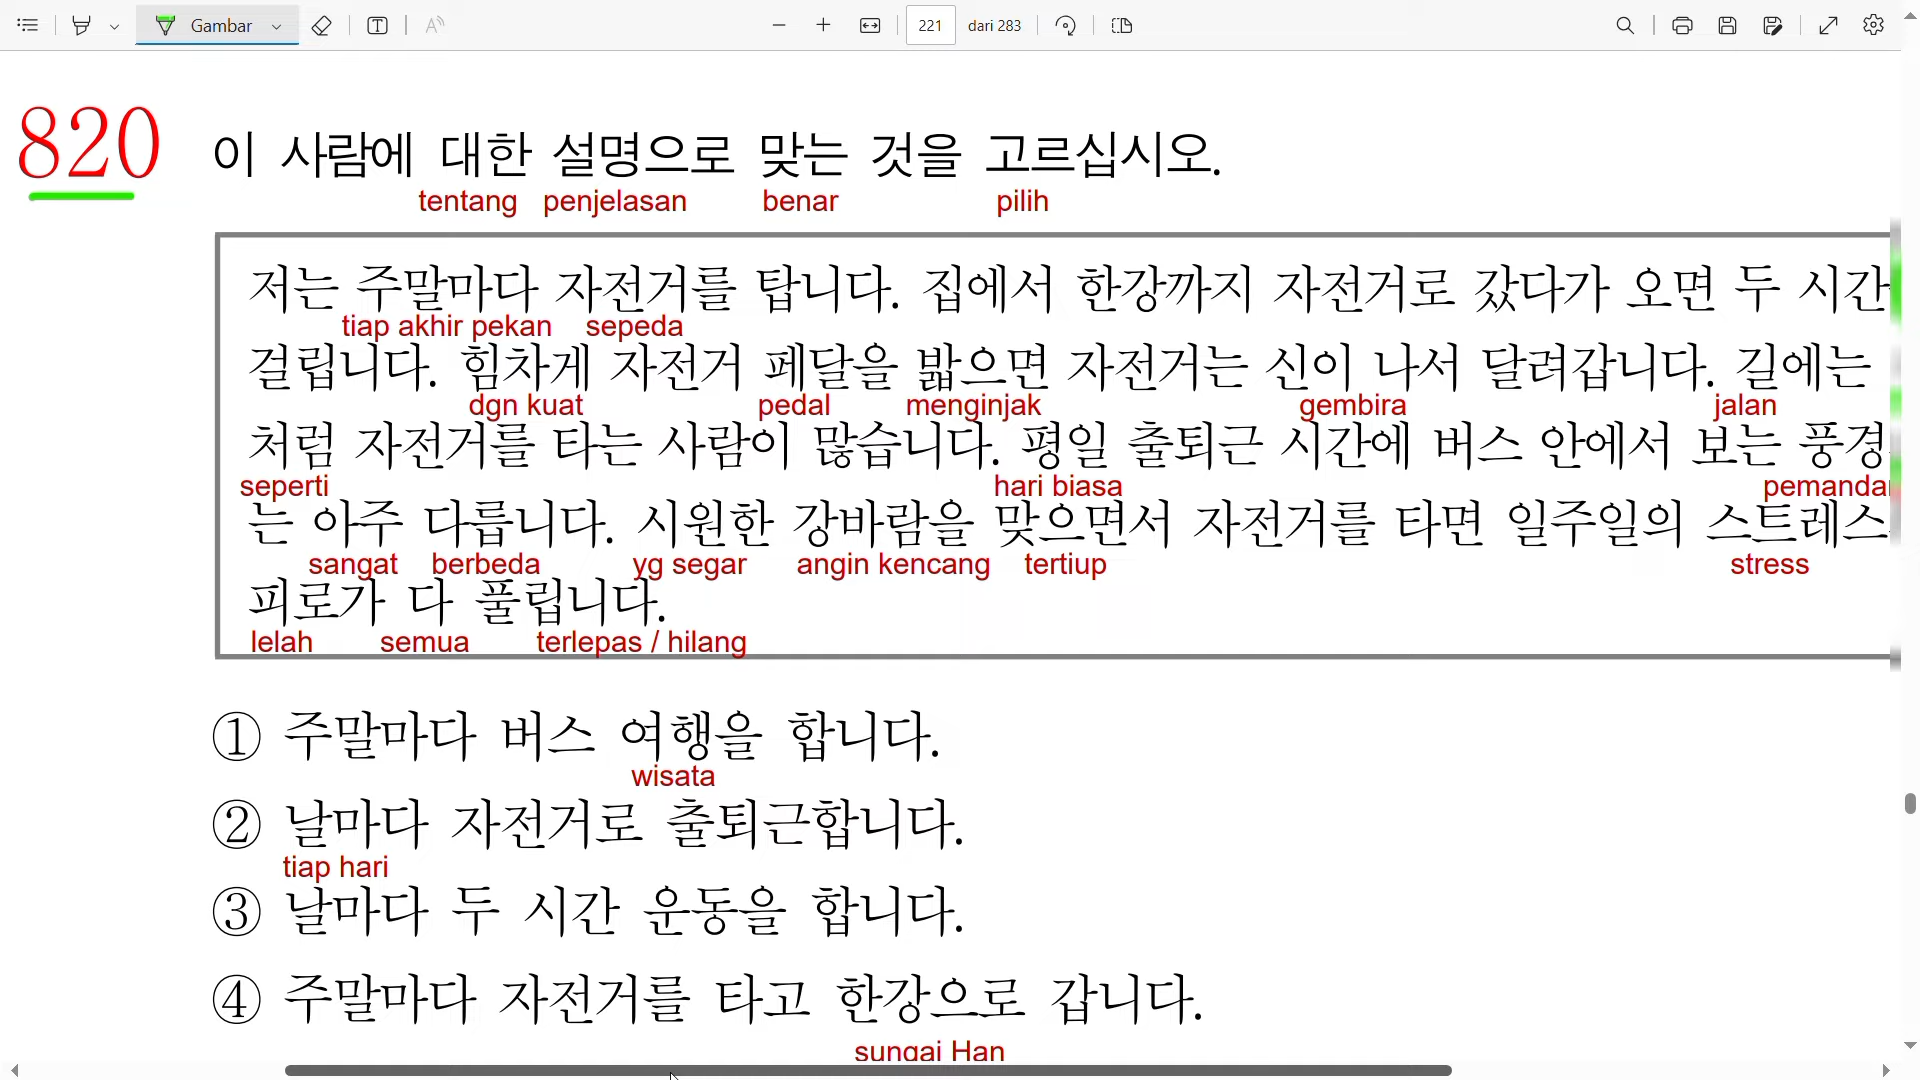 Gambar
221 dari 283
820 이 사람에 대한 설명으로 맞는 것을 고르십시오.
tentang penjelasan benar pilih
저는 주말마다 자전거를 탑니다. 집에서 한강까지 자전거로 갔다가 오면 두 시간
tiap akhir pekan sepeda
걸립니다. 힘차게 자전거 페달을 밟으면 자전거는 신이 나서 달려갑니다. 길에는
dgn kuat pedal menginjak gembira jalan
처럼 자전거를 타는 사람이 많습니다. 평일 출퇴근 시간에 버스 안에서 보는 풍경
seperti hari biasa
는 아주 다릅니다. 시원한 강바람을 맞으면서 자전거를 타면 일주일의 스트레스
sangat berbeda yg segar angin kencang tertiup stress
피로가 다 풀립니다.
lelah semua terlepas / hilang
① 주말마다 버스 여행을 합니다.
wisata
② 날마다 자전거로 출퇴근합니다.
tiap hari
③ 날마다 두 시간 운동을 합니다.
④ 주말마다 자전거를 타고 한강으로 갑니다.
sungai Han